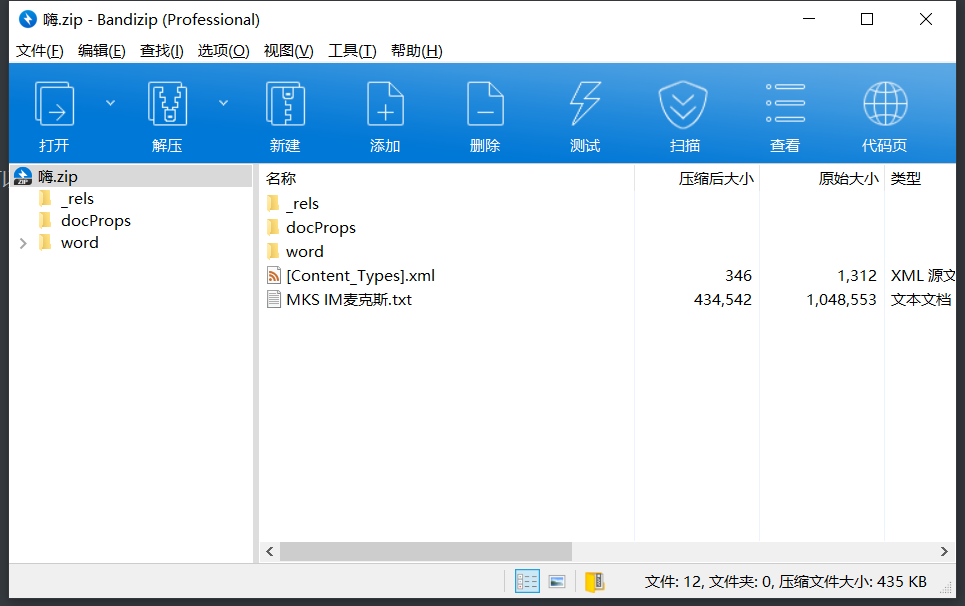 嗨.zip - Bandizip (Professional)
文件(F) 编辑(E) 查找(I) 选项(O) 视图(V) 工具(T) 帮助(H)
打开 解压 新建 添加 删除 测试 扫描 查看 代码页
嗨.zip
_rels
docProps
word
名称 压缩后大小 原始大小 类型
_rels
docProps
word
[Content_Types].xml 346 1,312 XML 源文
MKS IM麦克斯.txt 434,542 1,048,553 文本文档
文件: 12, 文件夹: 0, 压缩文件大小: 435 KB